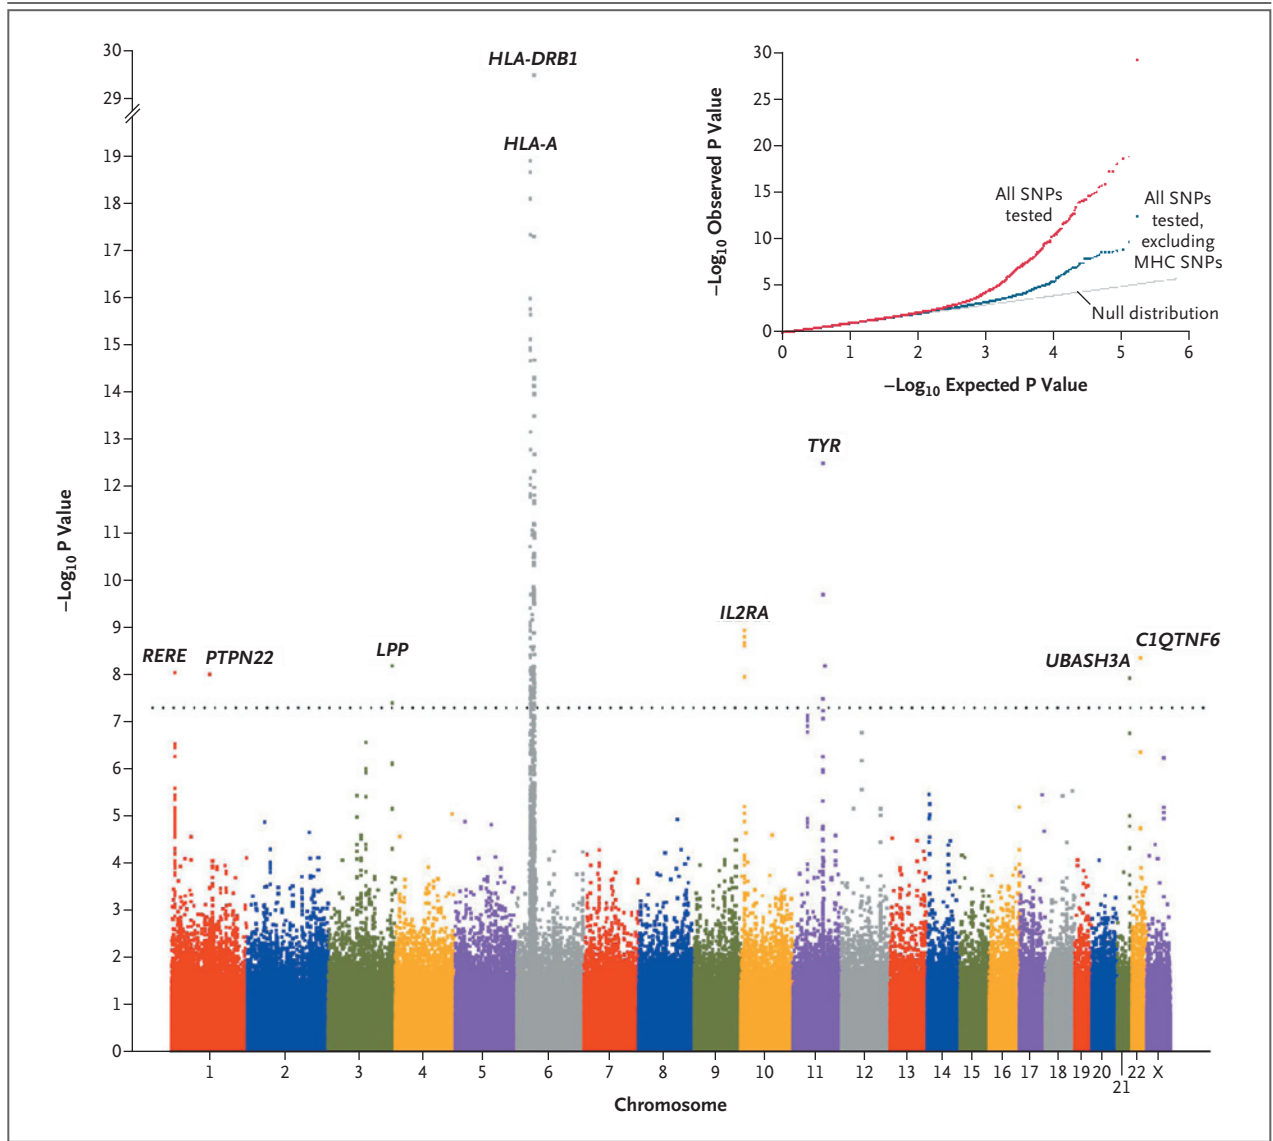 30
29
19
18
17
16
15
14
13
12
11
10
9
8
7
6
5
4
3
2
1
0
−Log10 P Value
HLA-DRB1
HLA-A
TYR
IL2RA
RERE
PTPN22
LPP
UBASH3A
C1QTNF6
1 2 3 4 5 6 7 8 9 10 11 12 13 14 15 16 17 18 19 20 21 22 X
Chromosome
30
25
20
15
10
5
0
−Log10 Observed P Value
All SNPs
tested
All SNPs
tested,
excluding
MHC SNPs
Null distribution
0 1 2 3 4 5 6
−Log10 Expected P Value